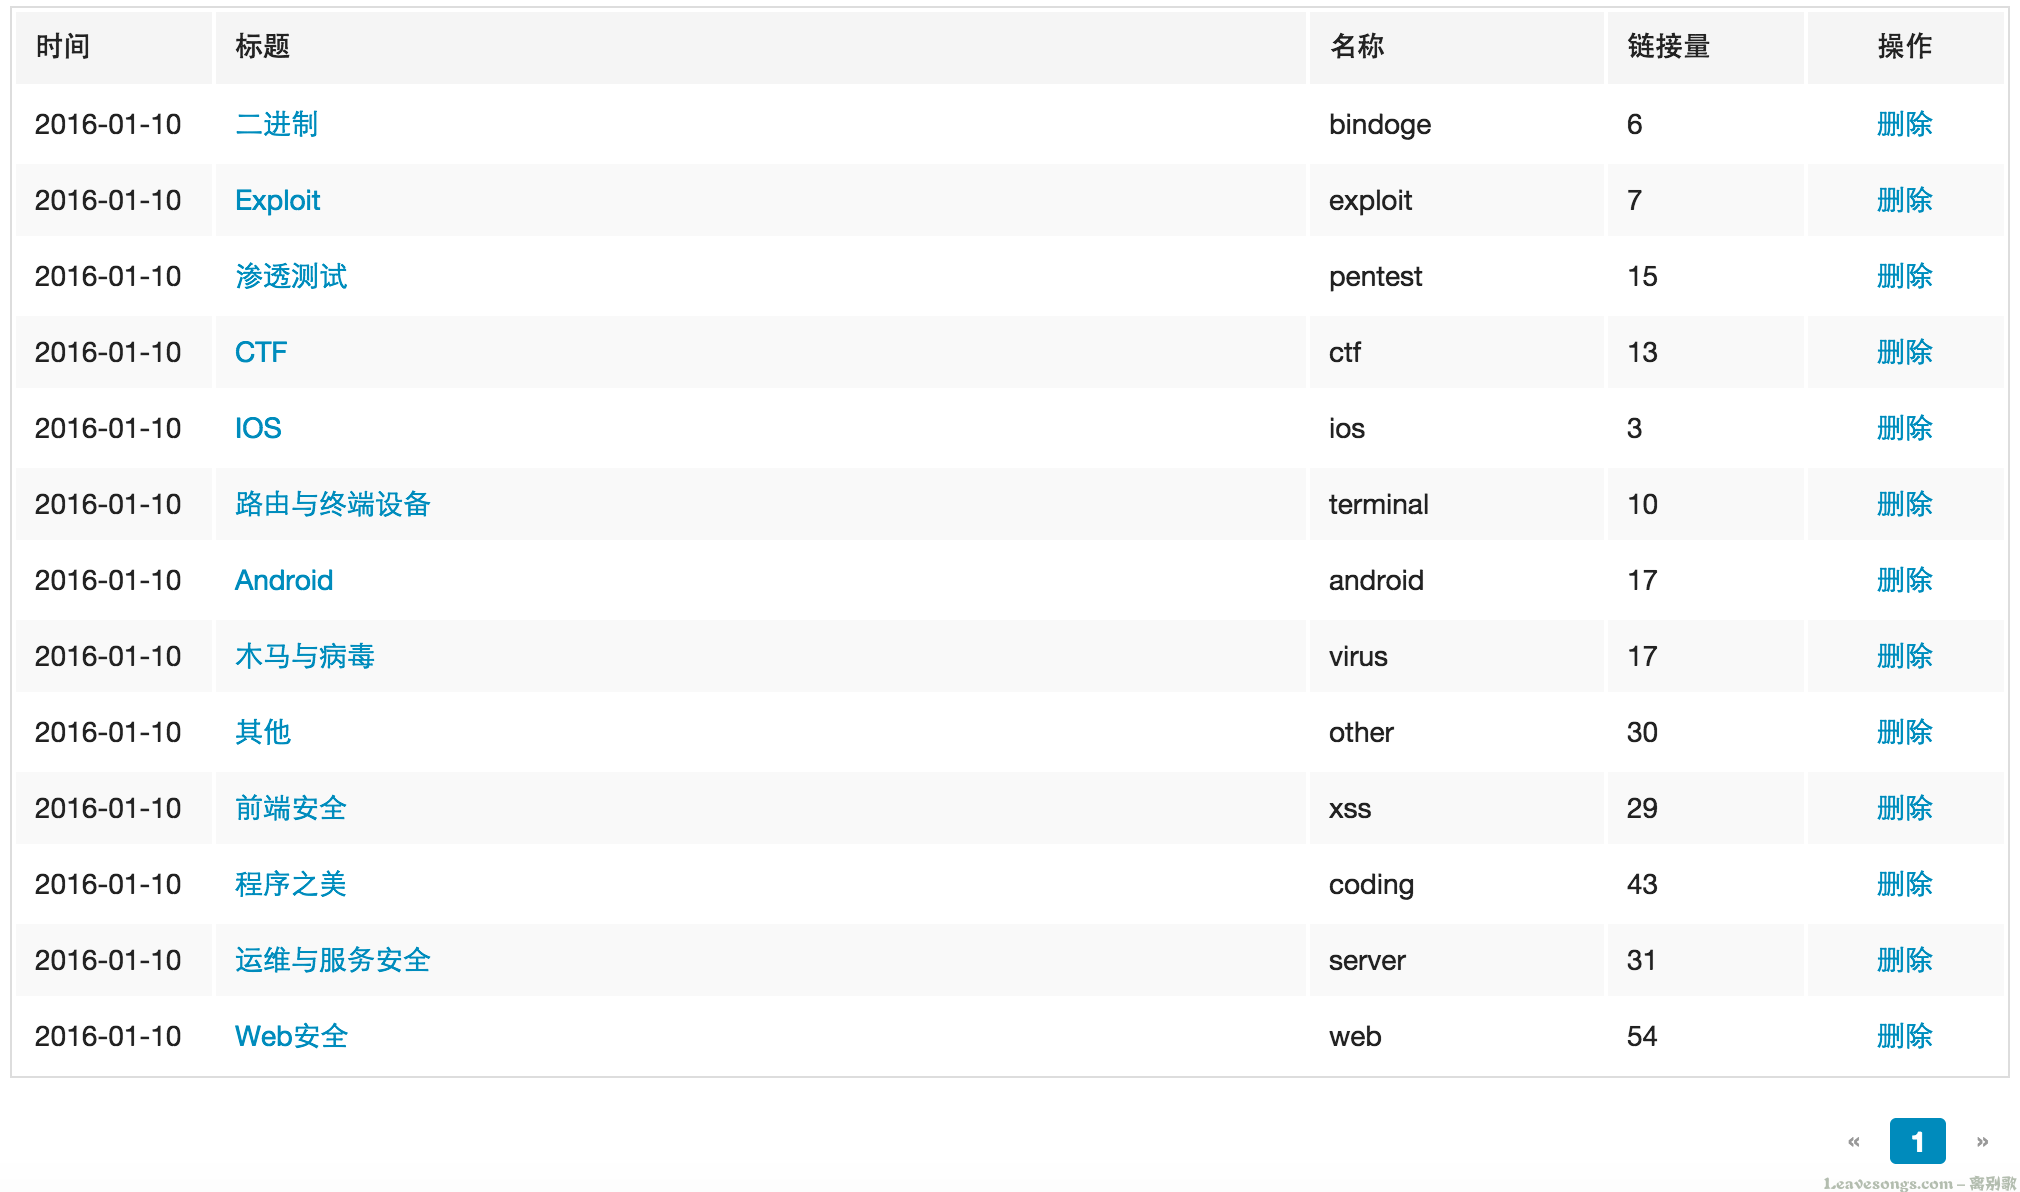 时间 标题 名称 链接量 操作
2016-01-10 二进制 bindoge 6 删除
2016-01-10 Exploit exploit 7 删除
2016-01-10 渗透测试 pentest 15 删除
2016-01-10 CTF ctf 13 删除
2016-01-10 IOS ios 3 删除
2016-01-10 路由与终端设备 terminal 10 删除
2016-01-10 Android android 17 删除
2016-01-10 木马与病毒 virus 17 删除
2016-01-10 其他 other 30 删除
2016-01-10 前端安全 xss 29 删除
2016-01-10 程序之美 coding 43 删除
2016-01-10 运维与服务安全 server 31 删除
2016-01-10 Web安全 web 54 删除
« 1 »
Leavesongs.com – 离别歌